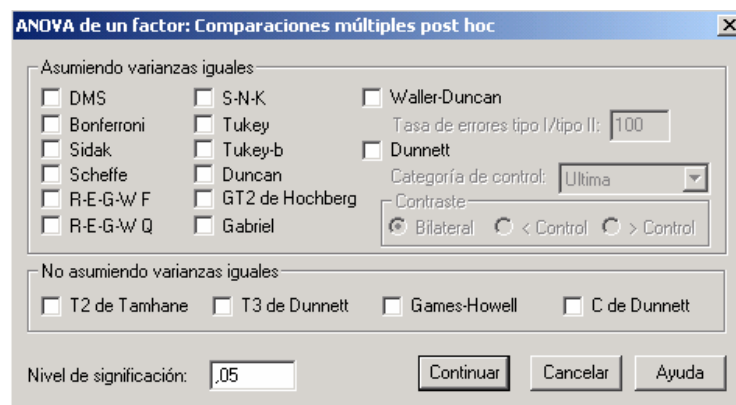 ANOVA de un factor: Comparaciones múltiples post hoc
Asumiendo varianzas iguales
DMS
Bonferroni
Sidak
Scheffe
R-E-G-W F
R-E-G-W Q
S-N-K
Tukey
Tukey-b
Duncan
GT2 de Hochberg
Gabriel
Waller-Duncan
Tasa de errores tipo I/tipo II: 100
Dunnett
Categoría de control: Ultima
Contraste
Bilateral < Control > Control
No asumiendo varianzas iguales
T2 de Tamhane T3 de Dunnett Games-Howell C de Dunnett
Nivel de significación: ,05 Continuar Cancelar Ayuda